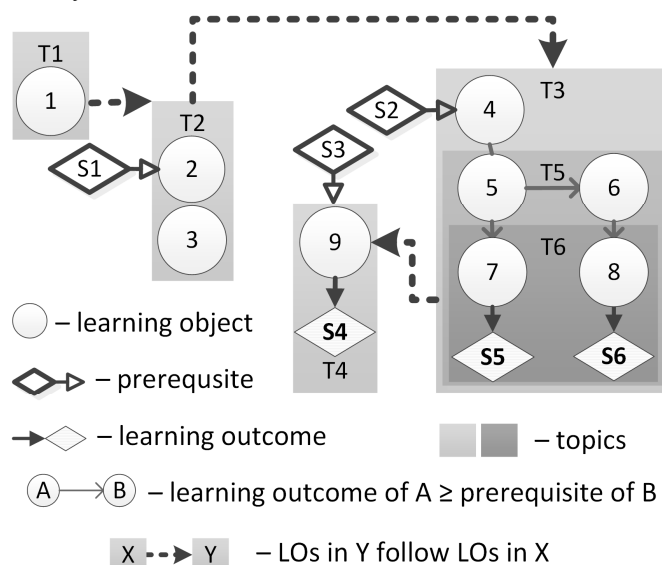 T1
1
T2
S1
2
3
S2
S3
4
T3
T5
5
6
9
T6
7
8
S4
T4
S5
S6
– learning object
– prerequsite
– learning outcome
– topics
A B – learning outcome of A ≥ prerequisite of B
X Y – LOs in Y follow LOs in X